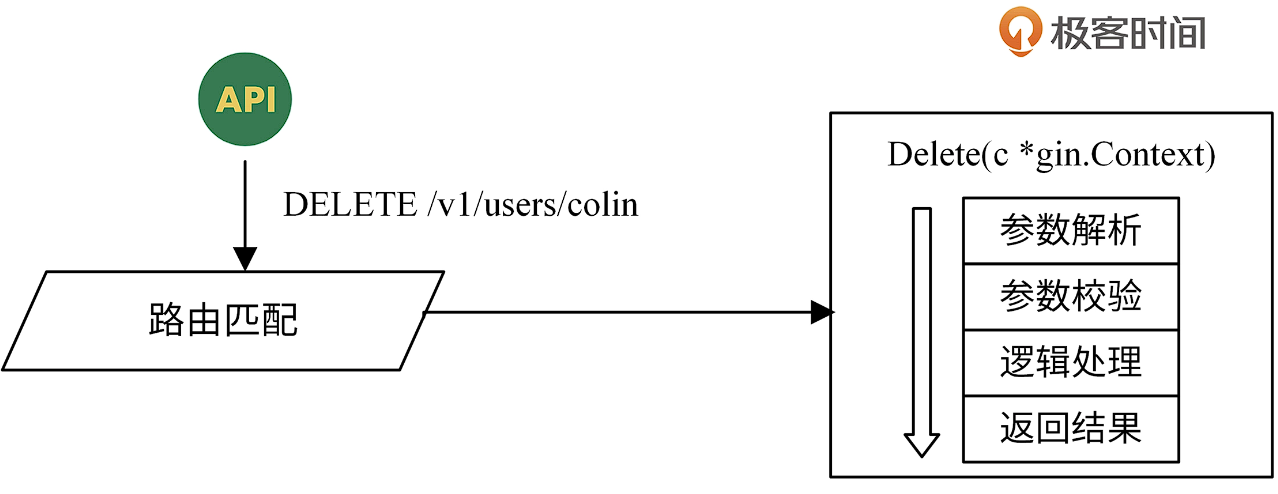 极客时间
API
DELETE /v1/users/colin
路由匹配
Delete(c *gin.Context)
参数解析
参数校验
逻辑处理
返回结果